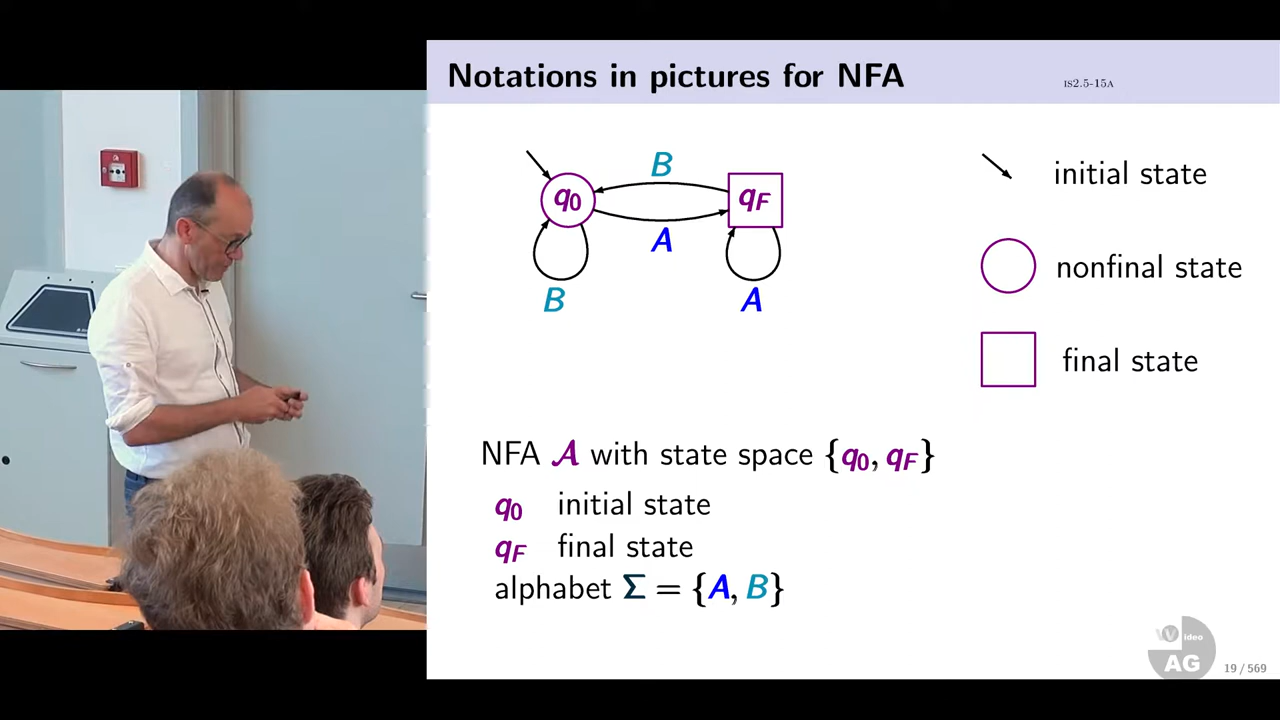 Notations in pictures for NFA IS2.5-15A
B
q0 qF
A
B A
initial state
nonfinal state
final state
NFA 𝒜 with state space {q0, qF}
q0 initial state
qF final state
alphabet Σ = {A, B}
Video
AG
19 / 569